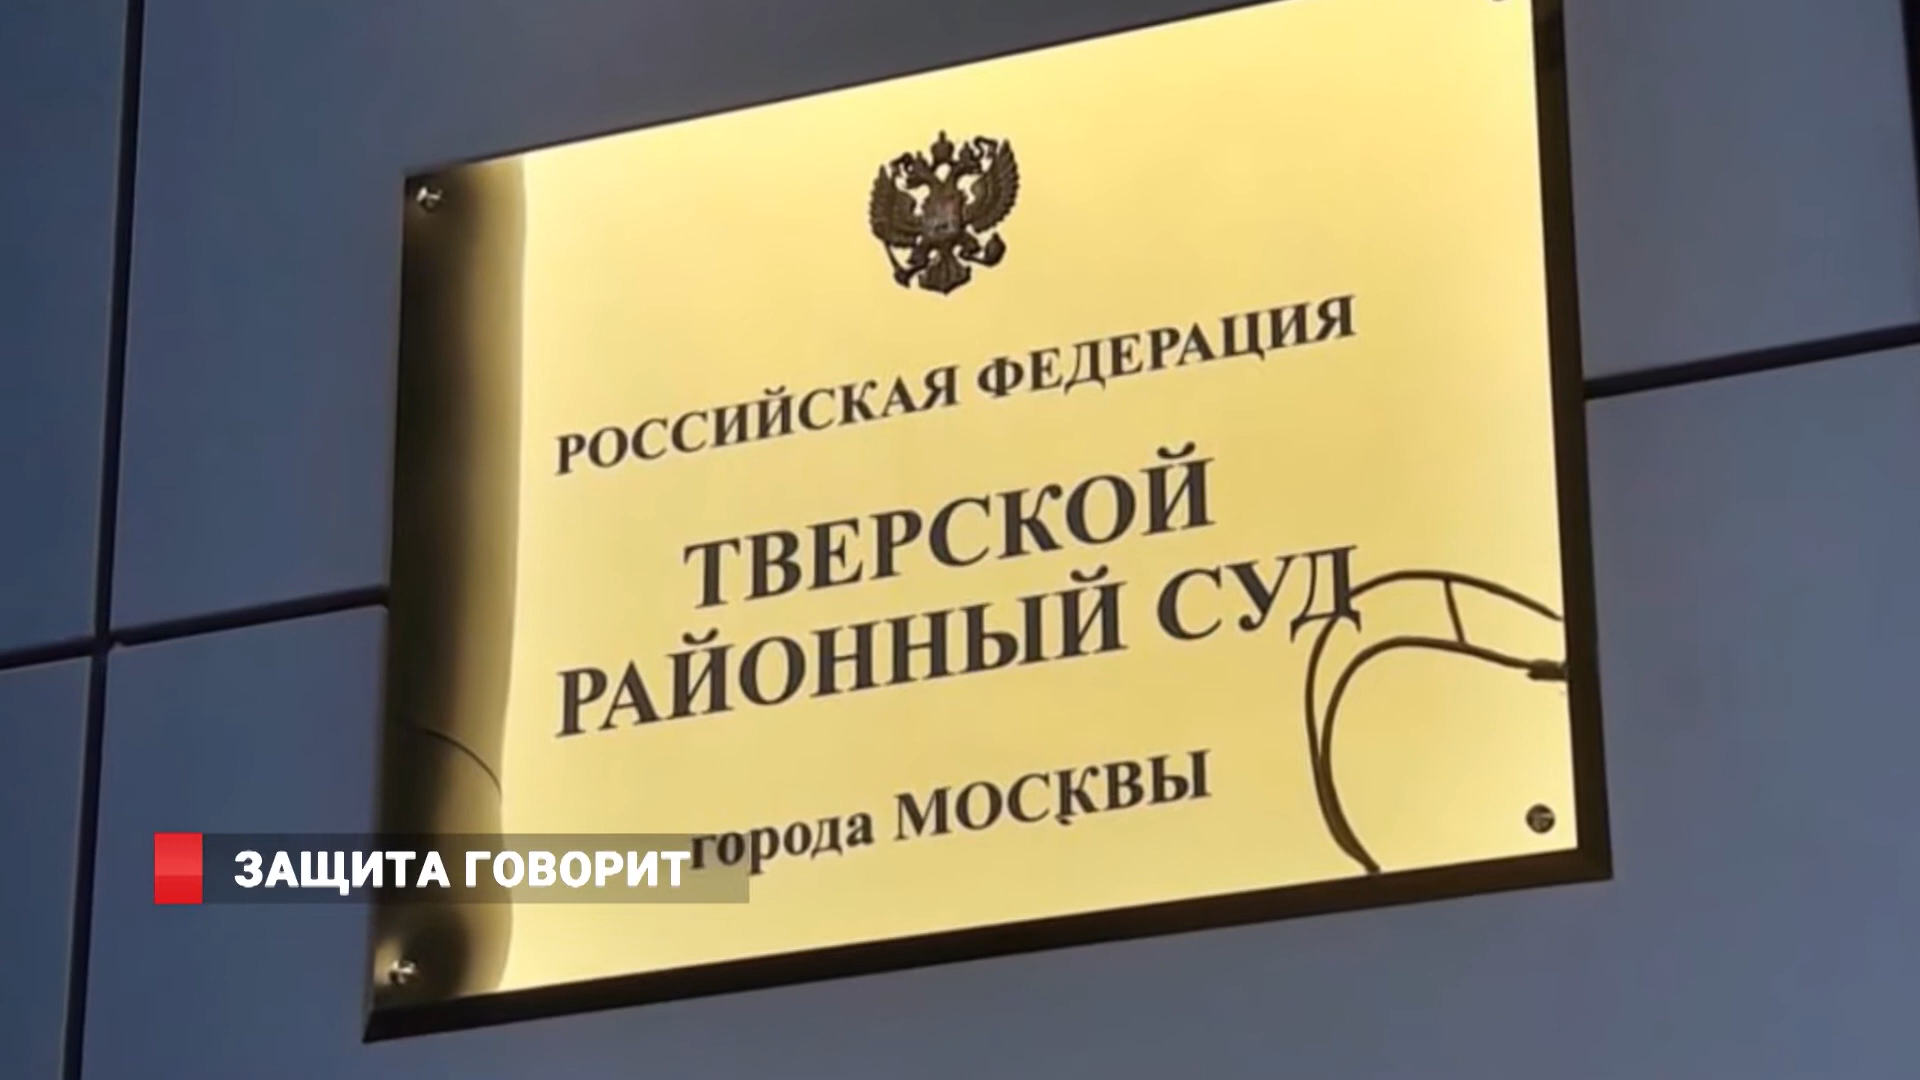 РОССИЙСКАЯ ФЕДЕРАЦИЯ
ТВЕРСКОЙ
РАЙОННЫЙ СУД
города МОСКВЫ
ЗАЩИТА ГОВОРИТ